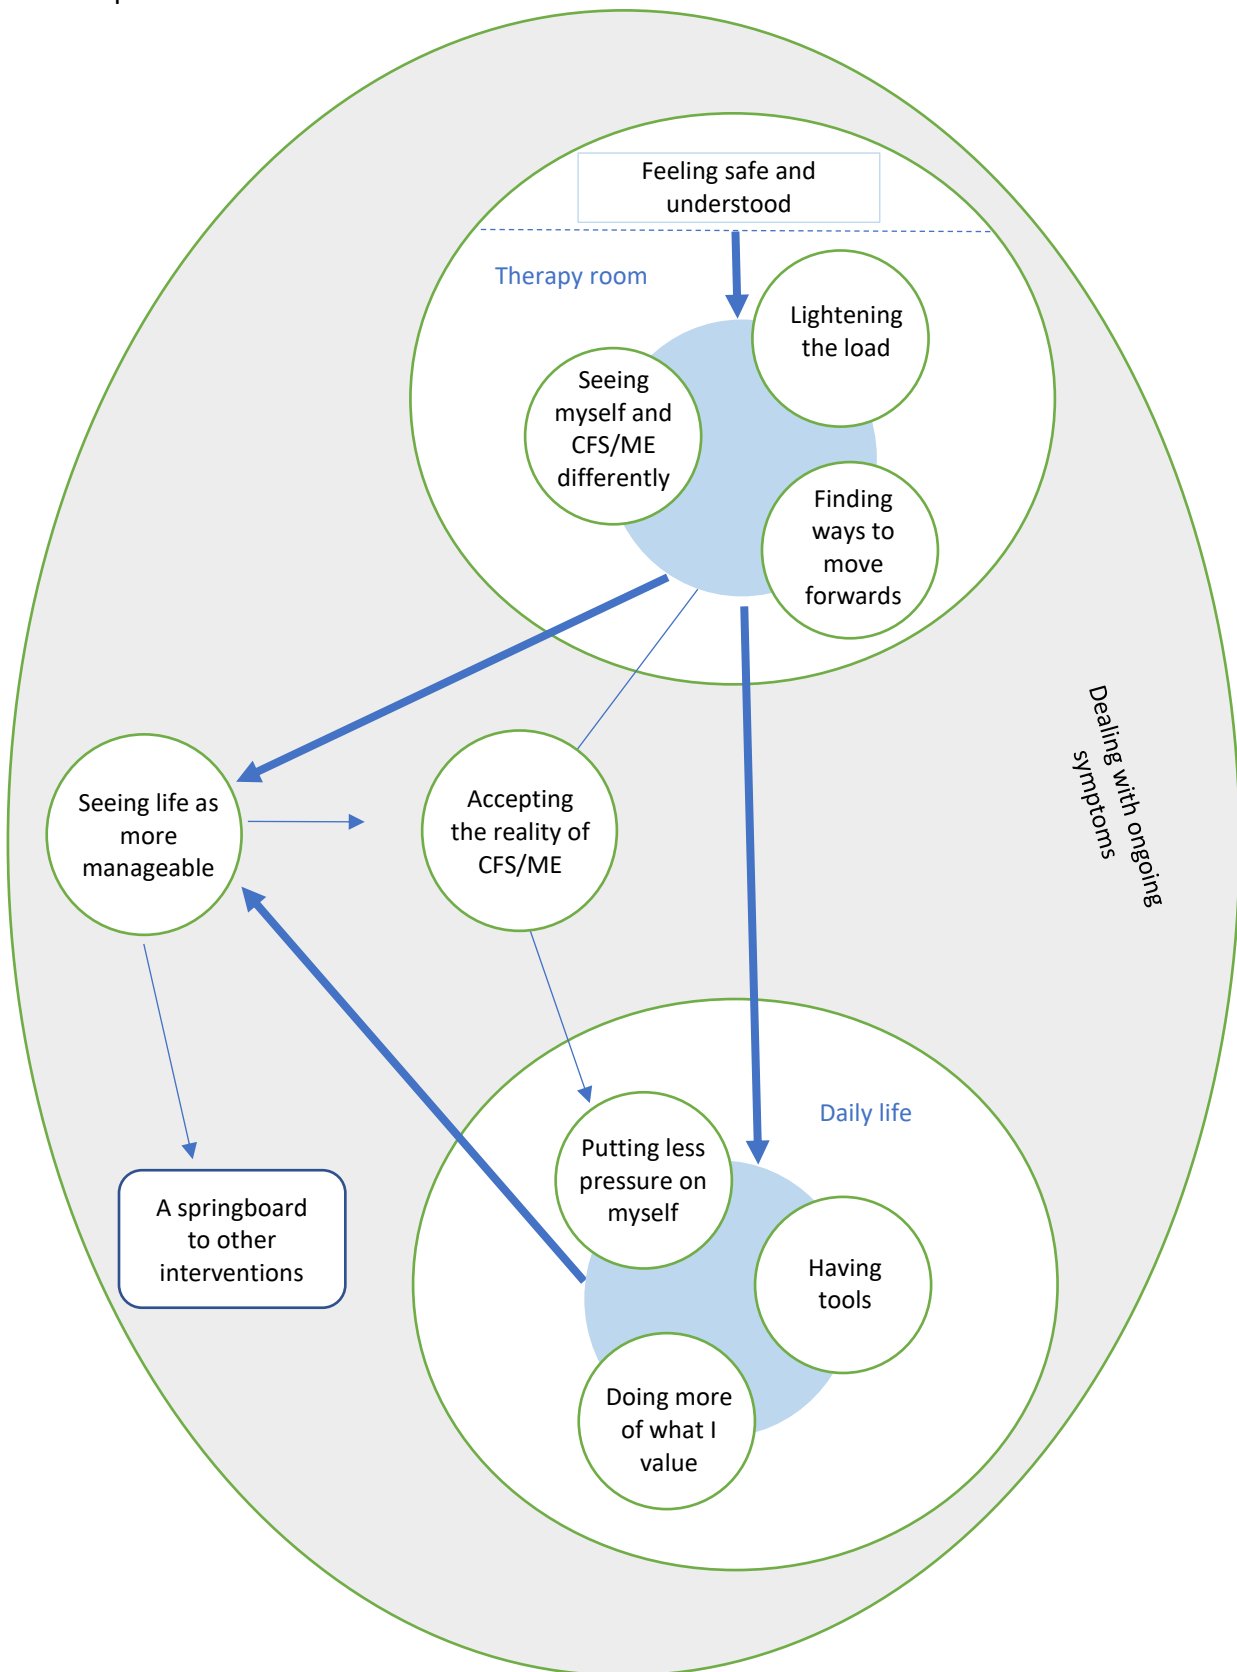 Feeling safe and
understood
Therapy room
Lightening
the load
Seeing
myself and
CFS/ME
differently
Finding
ways to
move
forwards
Dealing with ongoing
symptoms
Seeing life as
more
manageable
Accepting
the reality of
CFS/ME
Daily life
Putting less
pressure on
myself
A springboard
to other
interventions
Having
tools
Doing more
of what I
value